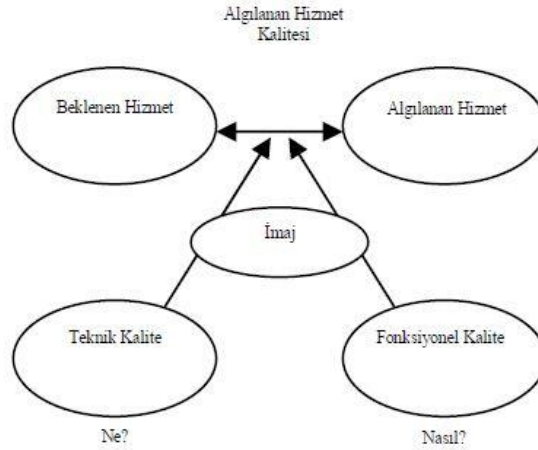 Algılanan Hizmet
Kalitesi
Beklenen Hizmet
Algılanan Hizmet
İmaj
Teknik Kalite
Fonksiyonel Kalite
Ne?
Nasıl?